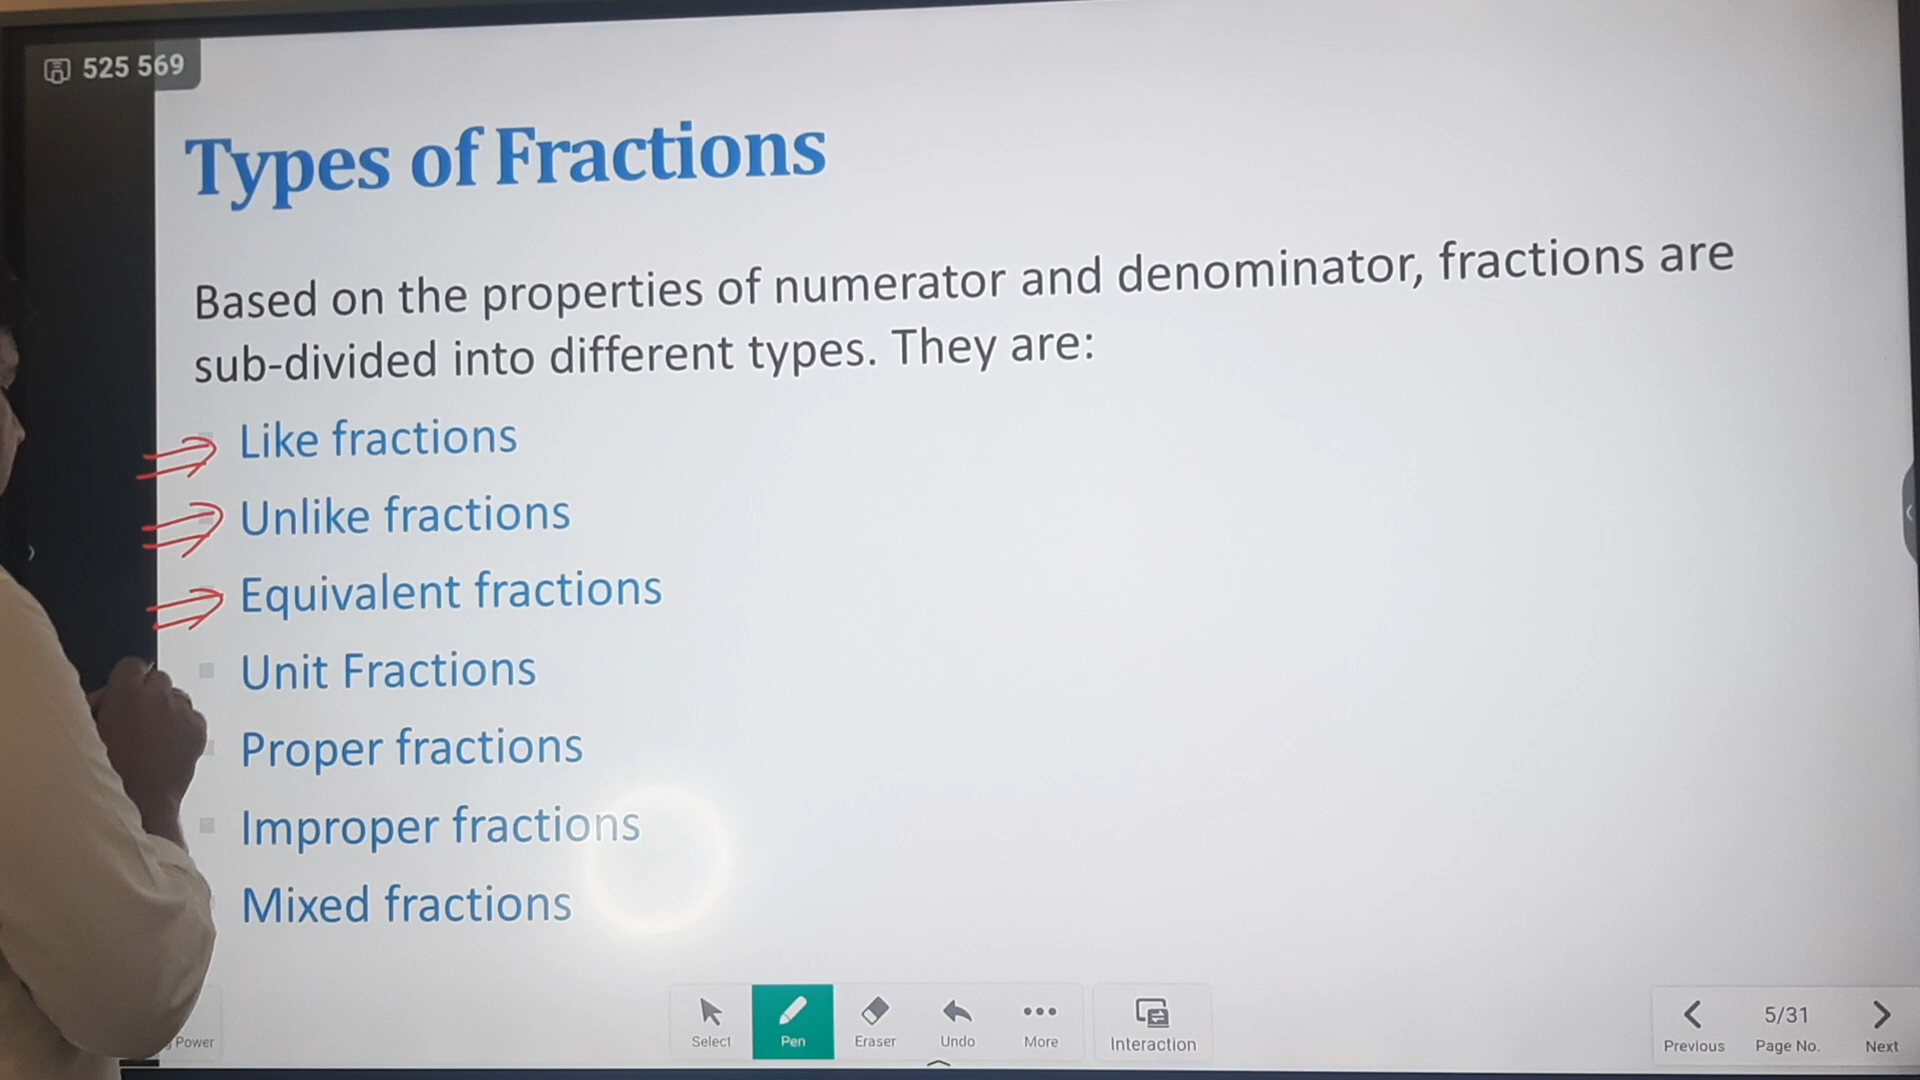 525 569
Types of Fractions
Based on the properties of numerator and denominator, fractions are
sub-divided into different types. They are:
Like fractions
Unlike fractions
Equivalent fractions
Unit Fractions
Proper fractions
Improper fractions
Mixed fractions
Power
Select
Pen
Eraser
Undo
More
Interaction
Previous
5/31
Page No.
Next